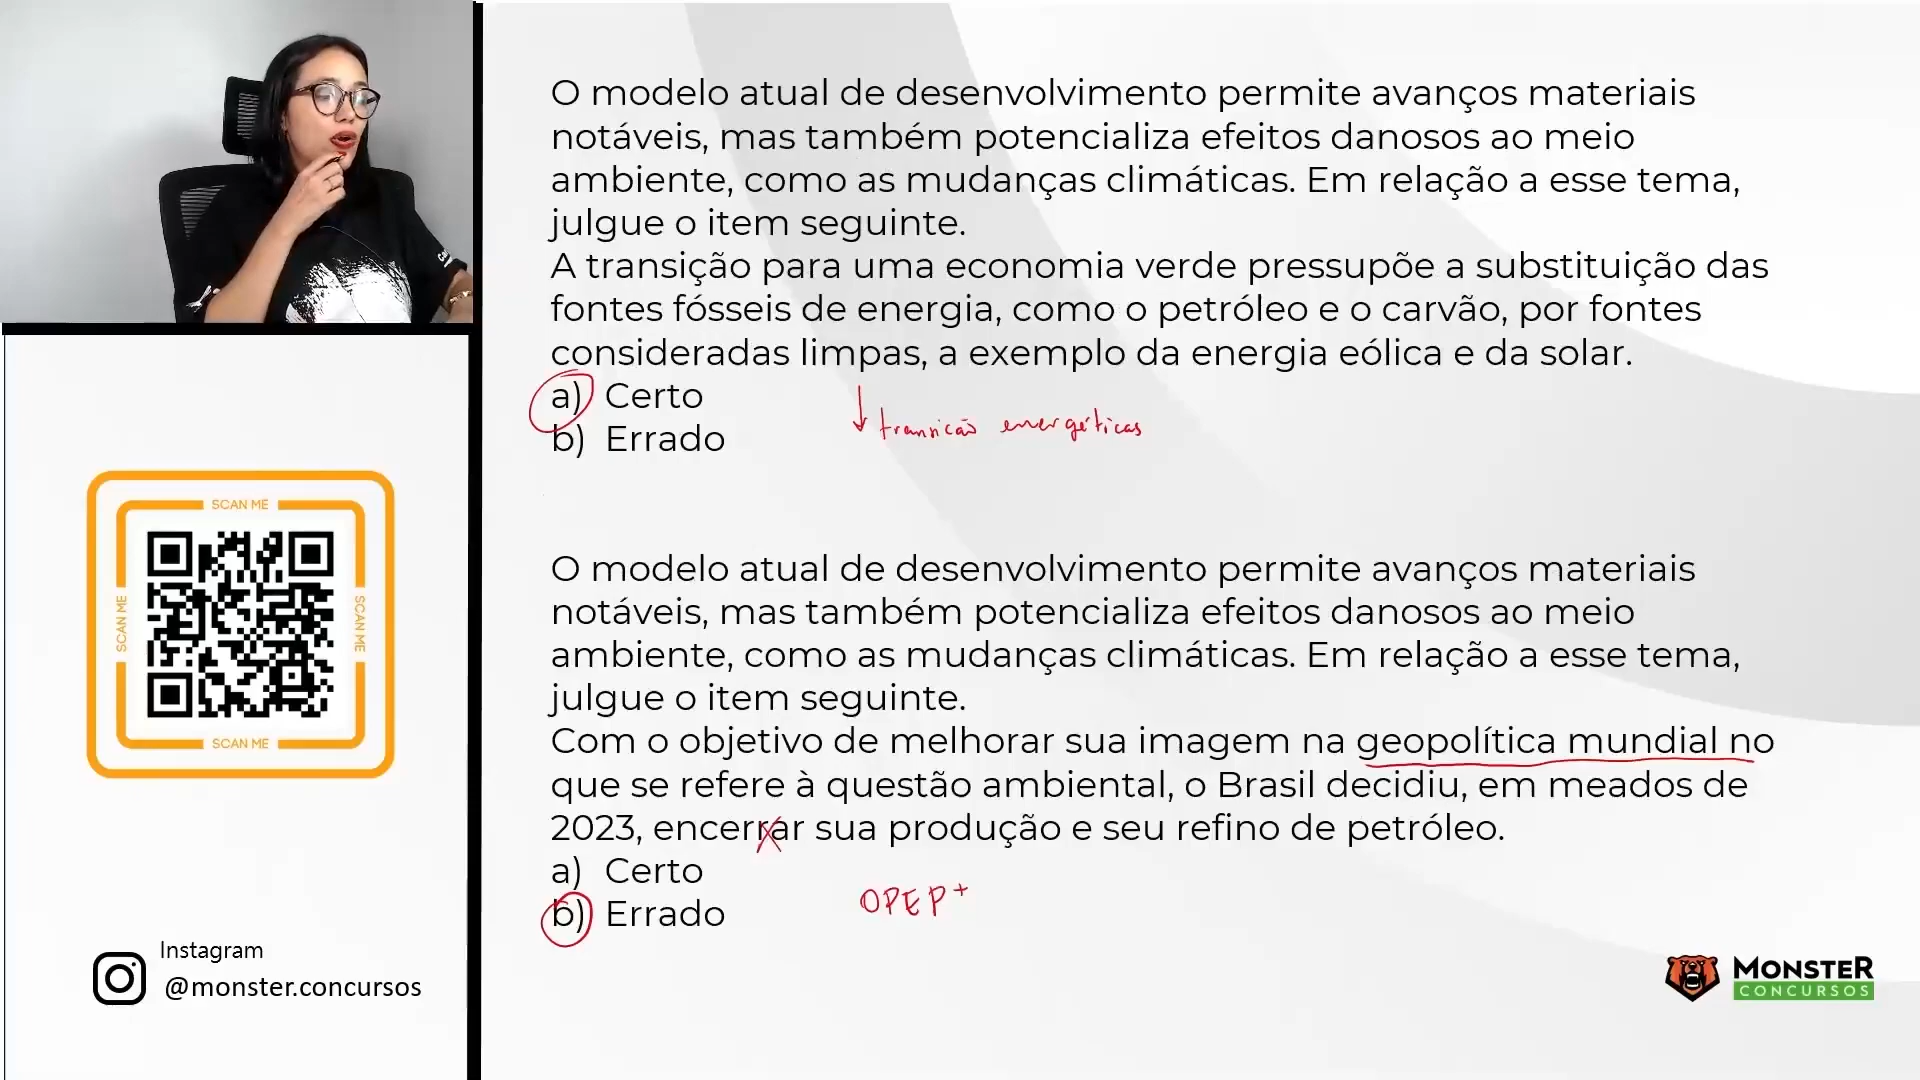 O modelo atual de desenvolvimento permite avanços materiais
notáveis, mas também potencializa efeitos danosos ao meio
ambiente, como as mudanças climáticas. Em relação a esse tema,
julgue o item seguinte.
A transição para uma economia verde pressupõe a substituição das
fontes fósseis de energia, como o petróleo e o carvão, por fontes
consideradas limpas, a exemplo da energia eólica e da solar.
a) Certo
transição energéticas
b) Errado
O modelo atual de desenvolvimento permite avanços materiais
notáveis, mas também potencializa efeitos danosos ao meio
ambiente, como as mudanças climáticas. Em relação a esse tema,
julgue o item seguinte.
Com o objetivo de melhorar sua imagem na geopolítica mundial no
que se refere à questão ambiental, o Brasil decidiu, em meados de
2023, encerrar sua produção e seu refino de petróleo.
a) Certo
b) Errado
OPEP+
SCAN ME
SCAN ME
SCAN ME
SCAN ME
Instagram
@monster.concursos
MONSTER
CONCURSOS